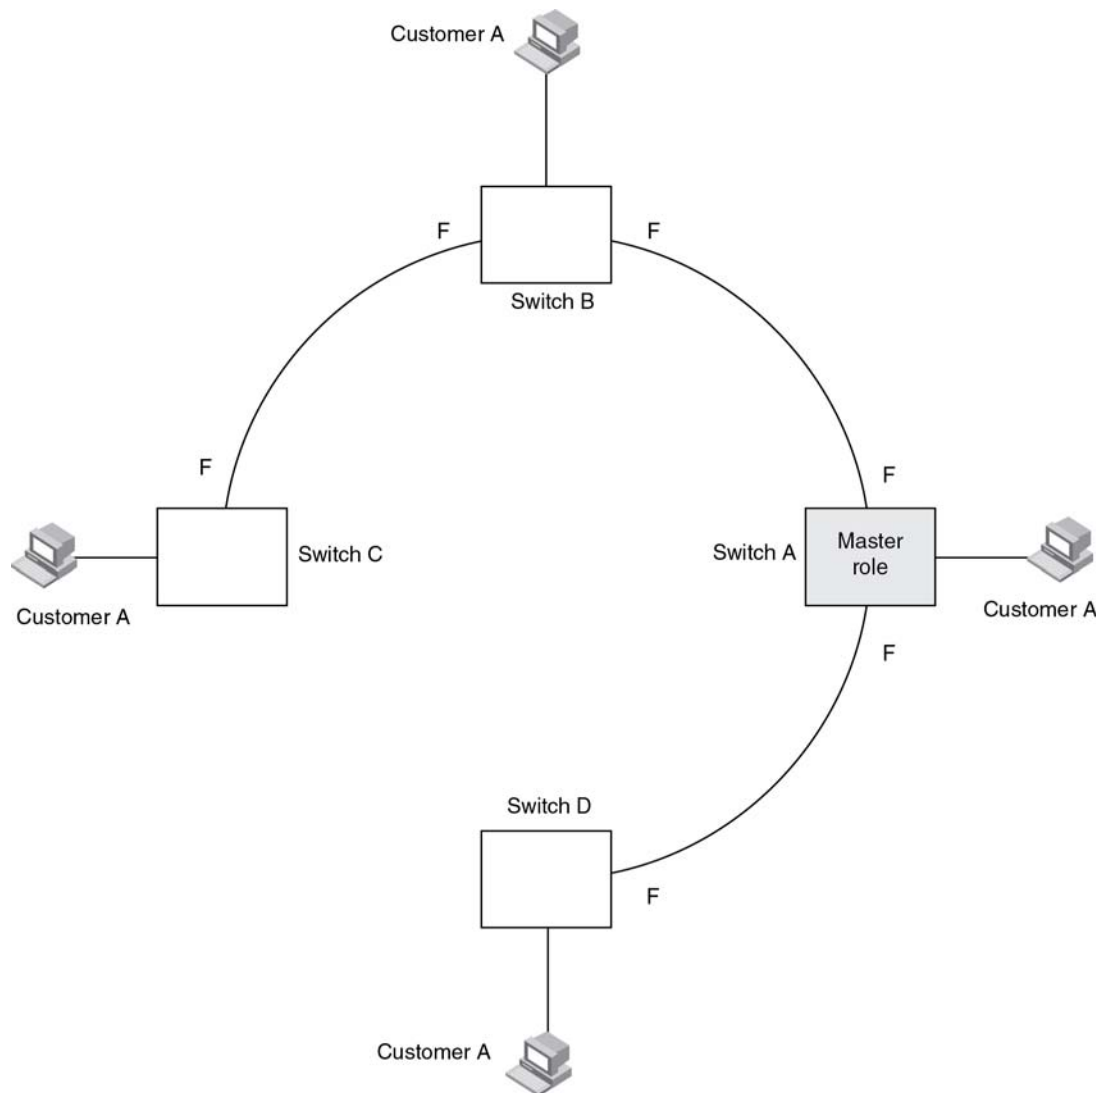 Customer A
F
F
Switch B
F
F
Switch C
Switch A
Master
role
Customer A
Customer A
F
Switch D
F
Customer A